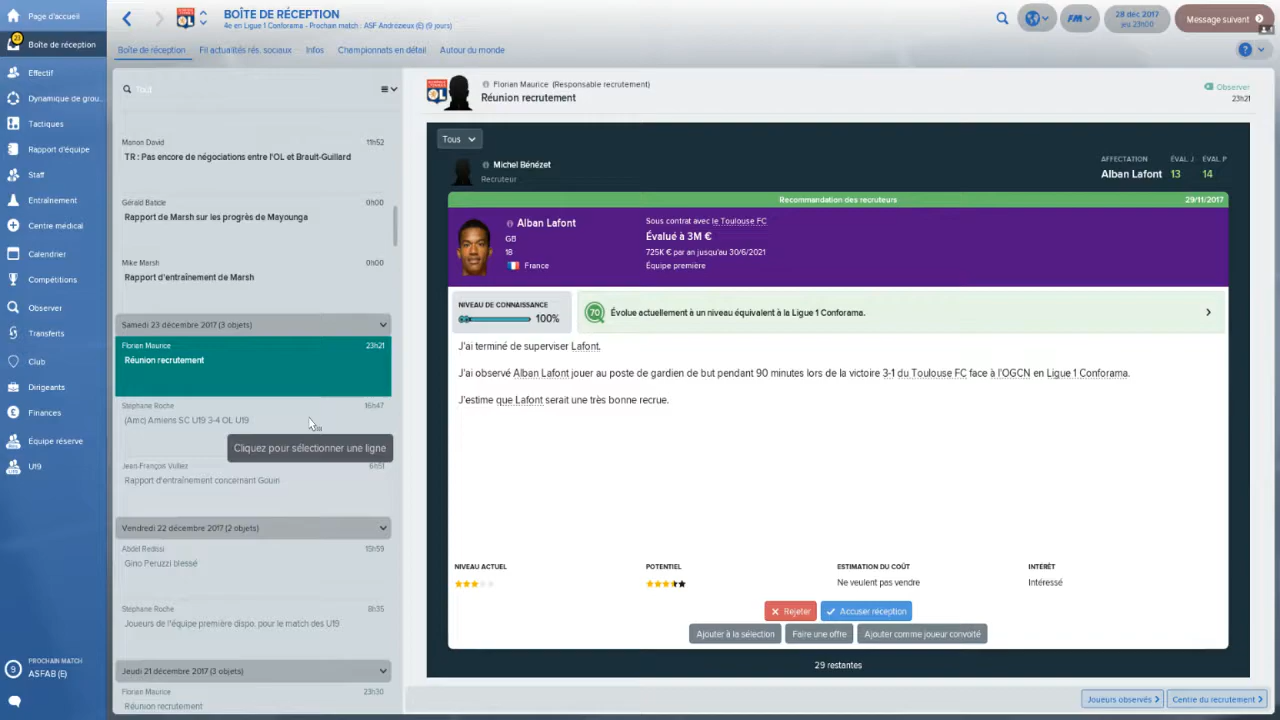 Page d'accueil
23
Boîte de réception
Effectif
Dynamique de grou..
Tactiques
Rapport d'équipe
Staff
Entraînement
Centre médical
Calendrier
Compétitions
Observer
Transferts
Club
Dirigeants
Finances
Équipe réserve
U19
9
PROCHAIN MATCH
ASFAB (E)
BOÎTE DE RÉCEPTION
4e en Ligue 1 Conforama - Prochain match : ASF Andrézieux (E) (9 jours)
FM
28 déc 2017
jeu 23h00
Message suivant
Boîte de réception
Fil actualités rés. sociaux
Infos
Championnats en détail
Autour du monde
?
Tout
Manon David 11h52
TR : Pas encore de négociations entre l'OL et Brault-Guillard
Gérald Baticle 0h00
Rapport de Marsh sur les progrès de Mayounga
Mike Marsh 0h00
Rapport d'entraînement de Marsh
Samedi 23 décembre 2017 (3 objets)
Florian Maurice 23h21
Réunion recrutement
Stéphane Roche 16h47
(Amc) Amiens SC U19 3-4 OL U19
Cliquez pour sélectionner une ligne
Jean-François Vulliez 6h51
Rapport d'entraînement concernant Gouin
Vendredi 22 décembre 2017 (2 objets)
Abdel Redissi 15h59
Gino Peruzzi blessé
Stéphane Roche 8h35
Joueurs de l'équipe première dispo. pour le match des U19
Jeudi 21 décembre 2017 (3 objets)
Florian Maurice 23h30
Réunion recrutement
Florian Maurice (Responsable recrutement)
Réunion recrutement
Observer
23h21
Tous
Michel Bénézet
Recruteur
AFFECTATION ÉVAL. J ÉVAL. P
Alban Lafont 13 14
Recommandation des recruteurs 29/11/2017
Alban Lafont
GB
18
France
Sous contrat avec le Toulouse FC
Évalué à 3M €
725K € par an jusqu'au 30/6/2021
Équipe première
NIVEAU DE CONNAISSANCE
100%
70
Évolue actuellement à un niveau équivalent à la Ligue 1 Conforama.
J'ai terminé de superviser Lafont.
J'ai observé Alban Lafont jouer au poste de gardien de but pendant 90 minutes lors de la victoire 3-1 du Toulouse FC face à l'OGCN en Ligue 1 Conforama.
J'estime que Lafont serait une très bonne recrue.
NIVEAU ACTUEL POTENTIEL ESTIMATION DU COÛT INTÉRÊT
Ne veulent pas vendre Intéressé
Rejeter Accuser réception
Ajouter à la sélection Faire une offre Ajouter comme joueur convoité
29 restantes
Joueurs observés Centre du recrutement